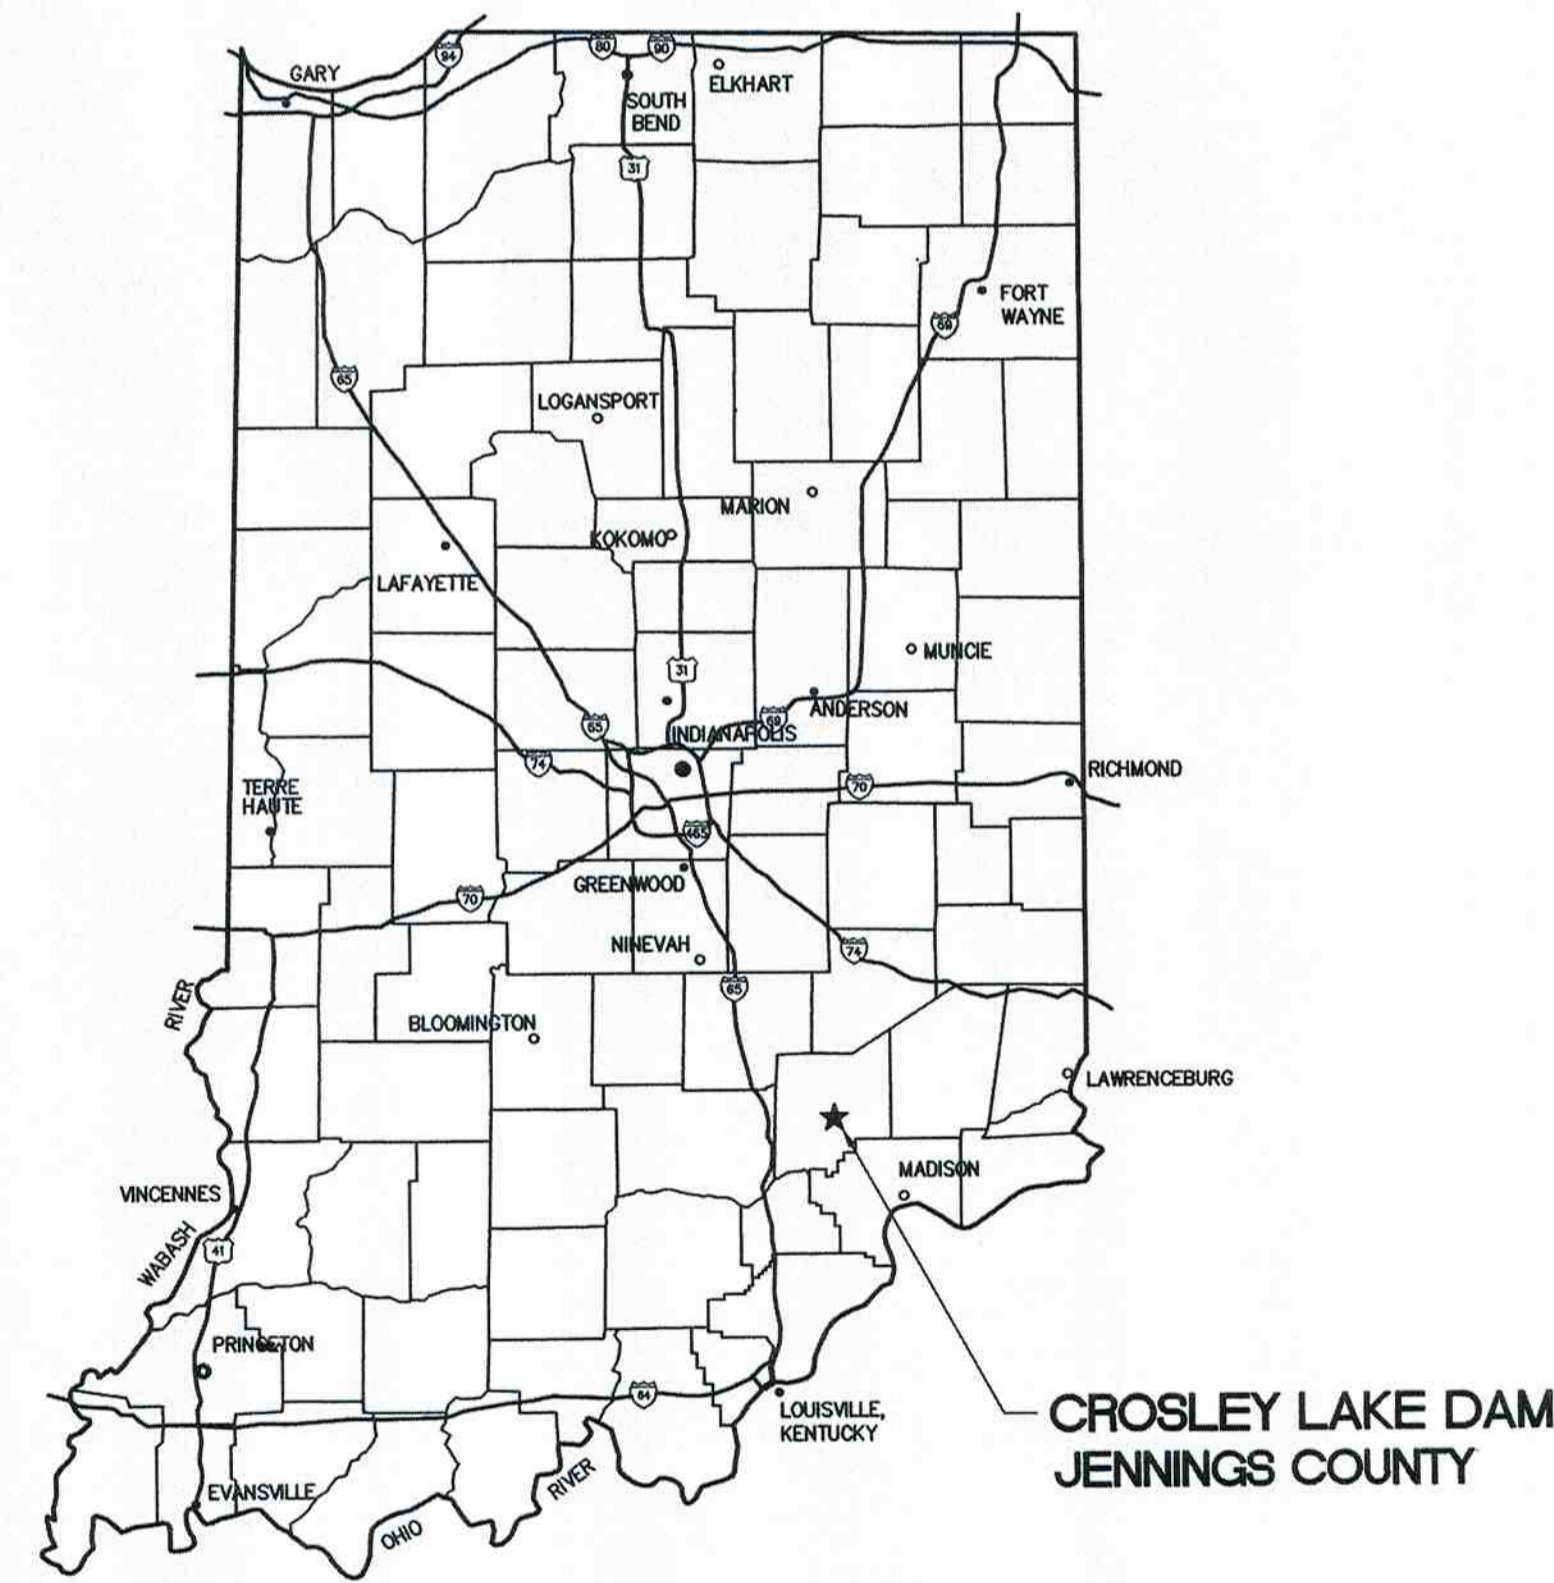 94
80
90
GARY
ELKHART
SOUTH
BEND
31
FORT
WAYNE
69
65
LOGANSPORT
MARION
KOKOMO
LAFAYETTE
MUNCIE
31
ANDERSON
69
65
INDIANAPOLIS
74
70
RICHMOND
TERRE
HAUTE
465
GREENWOOD
70
NINEVAH
74
65
RIVER
BLOOMINGTON
LAWRENCEBURG
MADISON
VINCENNES
WABASH
41
PRINCETON
64
LOUISVILLE,
KENTUCKY
CROSLEY LAKE DAM
JENNINGS COUNTY
EVANSVILLE
RIVER
OHIO